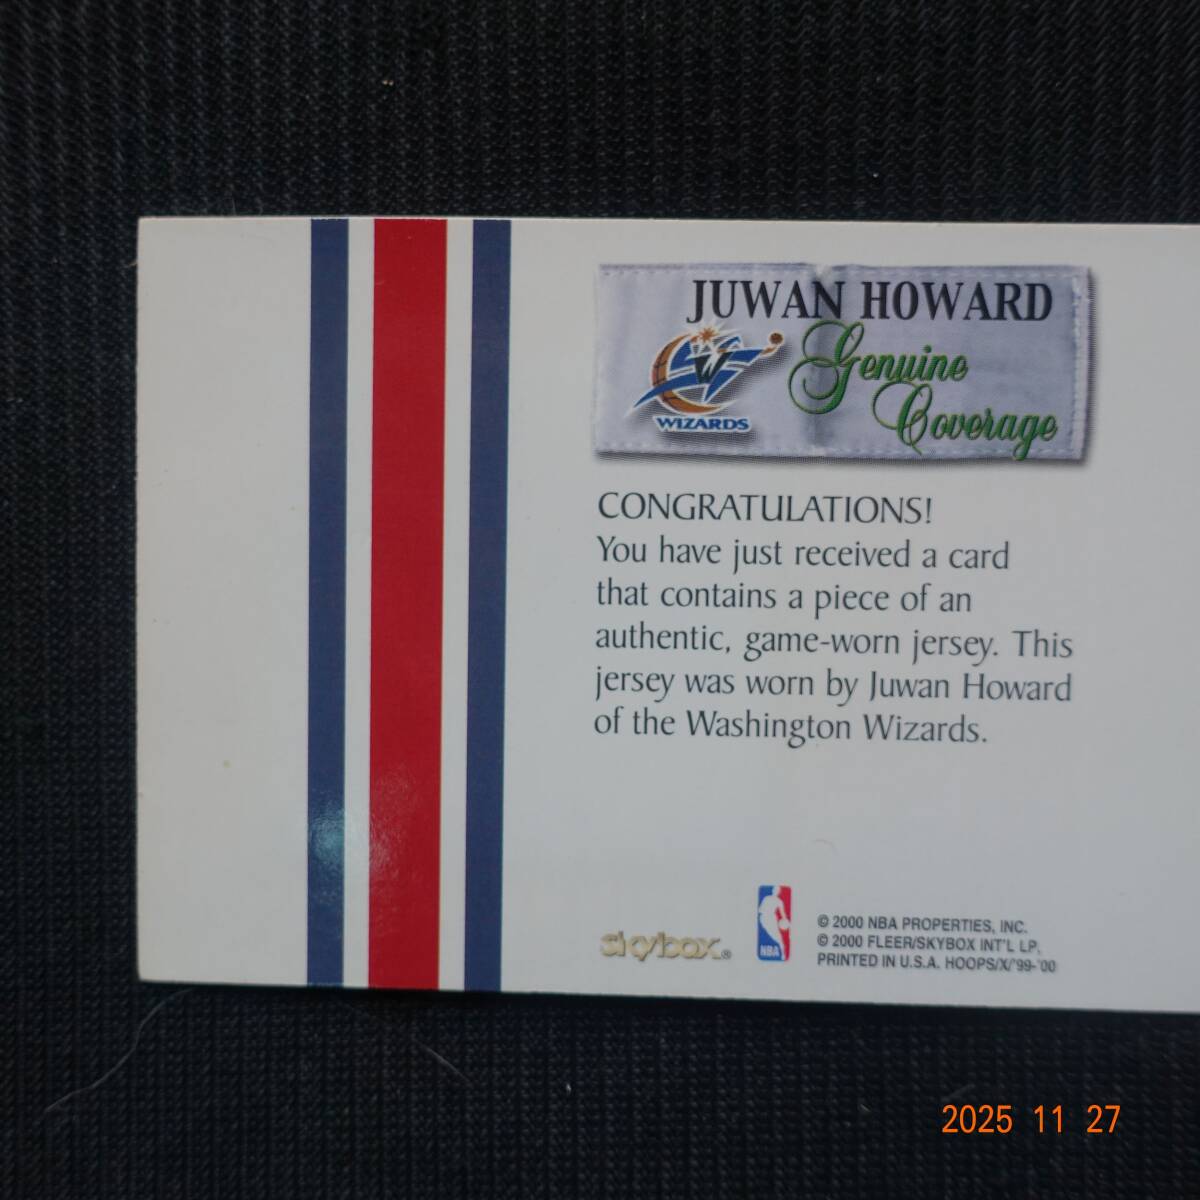 JUWAN HOWARD
Genuine
Coverage
WIZARDS
CONGRATULATIONS!
You have just received a card
that contains a piece of an
authentic, game-worn jersey. This
jersey was worn by Juwan Howard
of the Washington Wizards.
skybox®
NBA
© 2000 NBA PROPERTIES, INC.
© 2000 FLEER/SKYBOX INT'L LP.
PRINTED IN U.S.A. HOOPS/X/'99-'00
2025 11 27